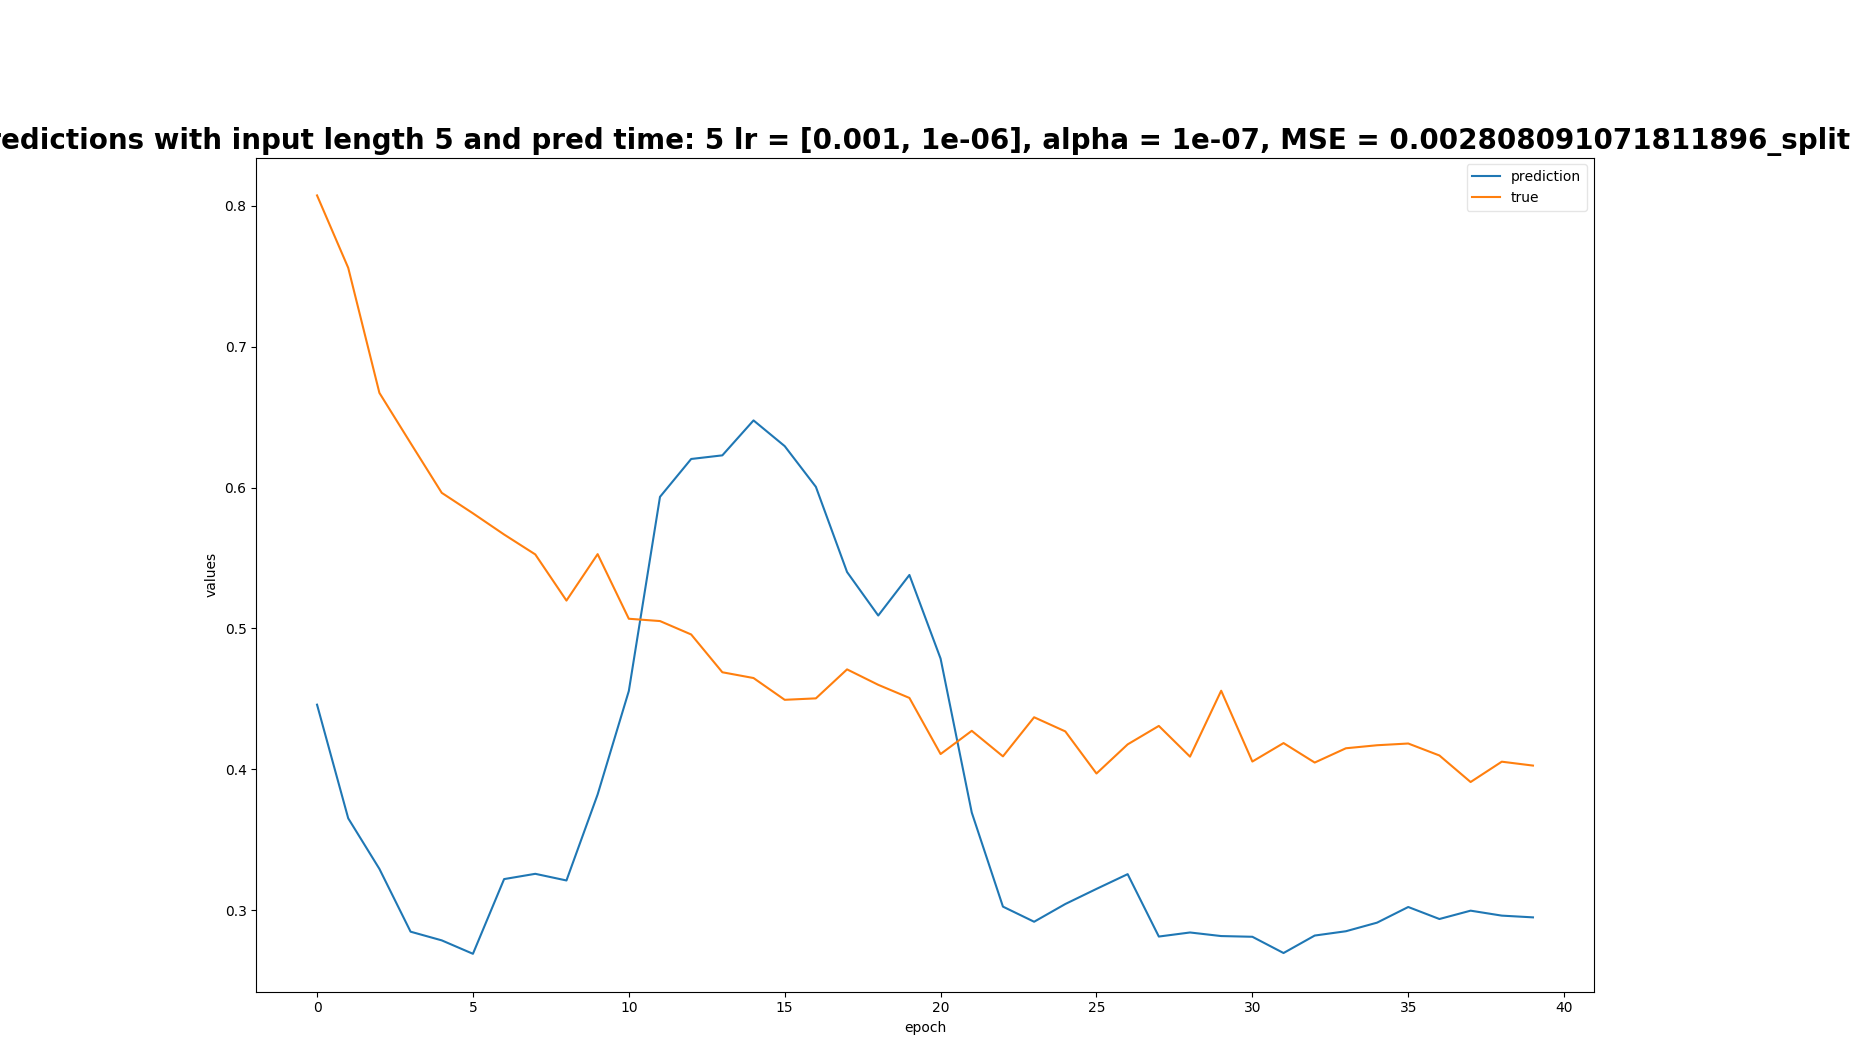 redictions with input length 5 and pred time: 5 lr = [0.001, 1e-06], alpha = 1e-07, MSE = 0.002808091071811896_split
prediction
true
0.8
0.7
0.6
0.5
0.4
0.3
values
0 5 10 15 20 25 30 35 40
epoch